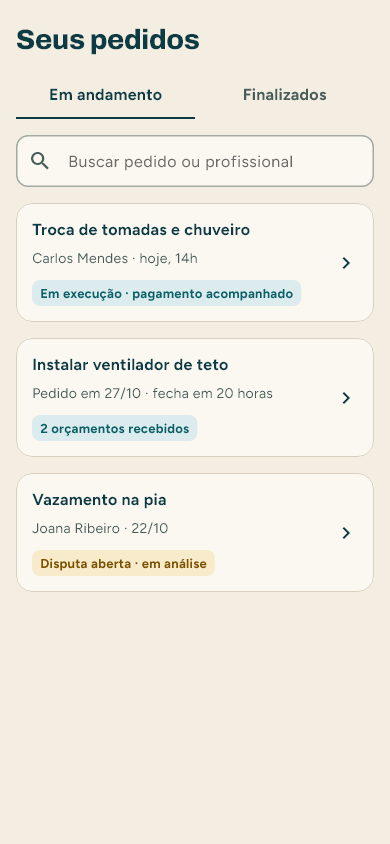 Seus pedidos
Em andamento
Finalizados
Buscar pedido ou profissional
Troca de tomadas e chuveiro
Carlos Mendes · hoje, 14h
Em execução · pagamento acompanhado
Instalar ventilador de teto
Pedido em 27/10 · fecha em 20 horas
2 orçamentos recebidos
Vazamento na pia
Joana Ribeiro · 22/10
Disputa aberta · em análise